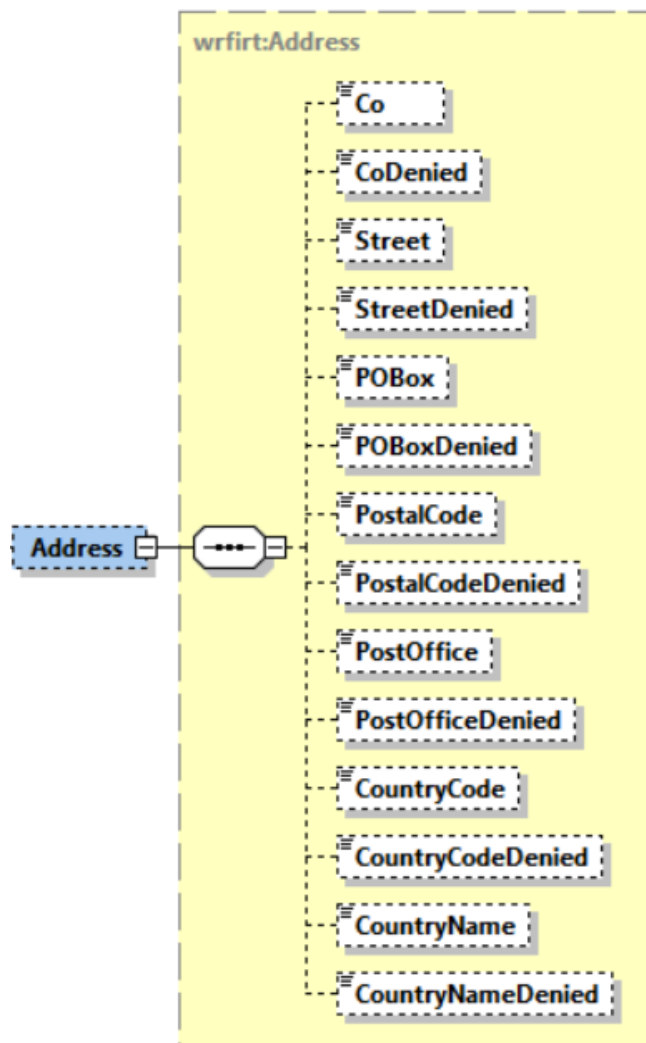 wrfirt:Address
Co
CoDenied
Street
StreetDenied
POBox
POBoxDenied
PostalCode
Address
PostalCodeDenied
PostOffice
PostOfficeDenied
CountryCode
CountryCodeDenied
CountryName
CountryNameDenied